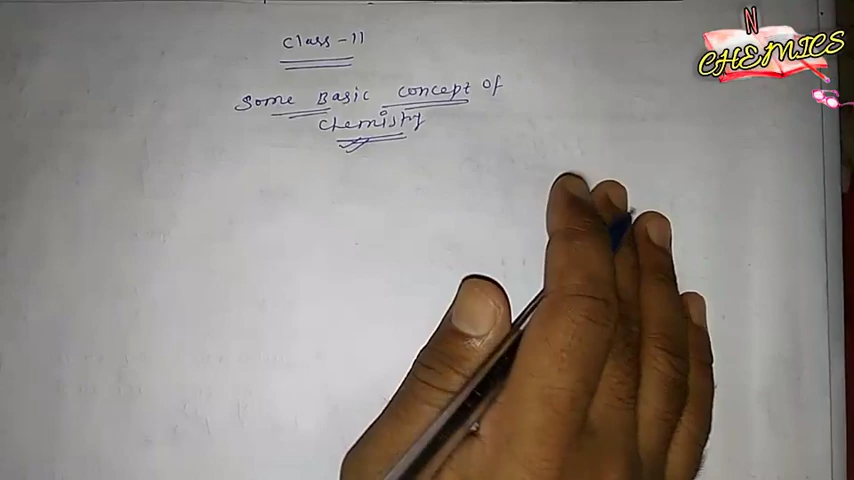 Class-11
Some Basic concept of
chemistry
N
CHEMICS